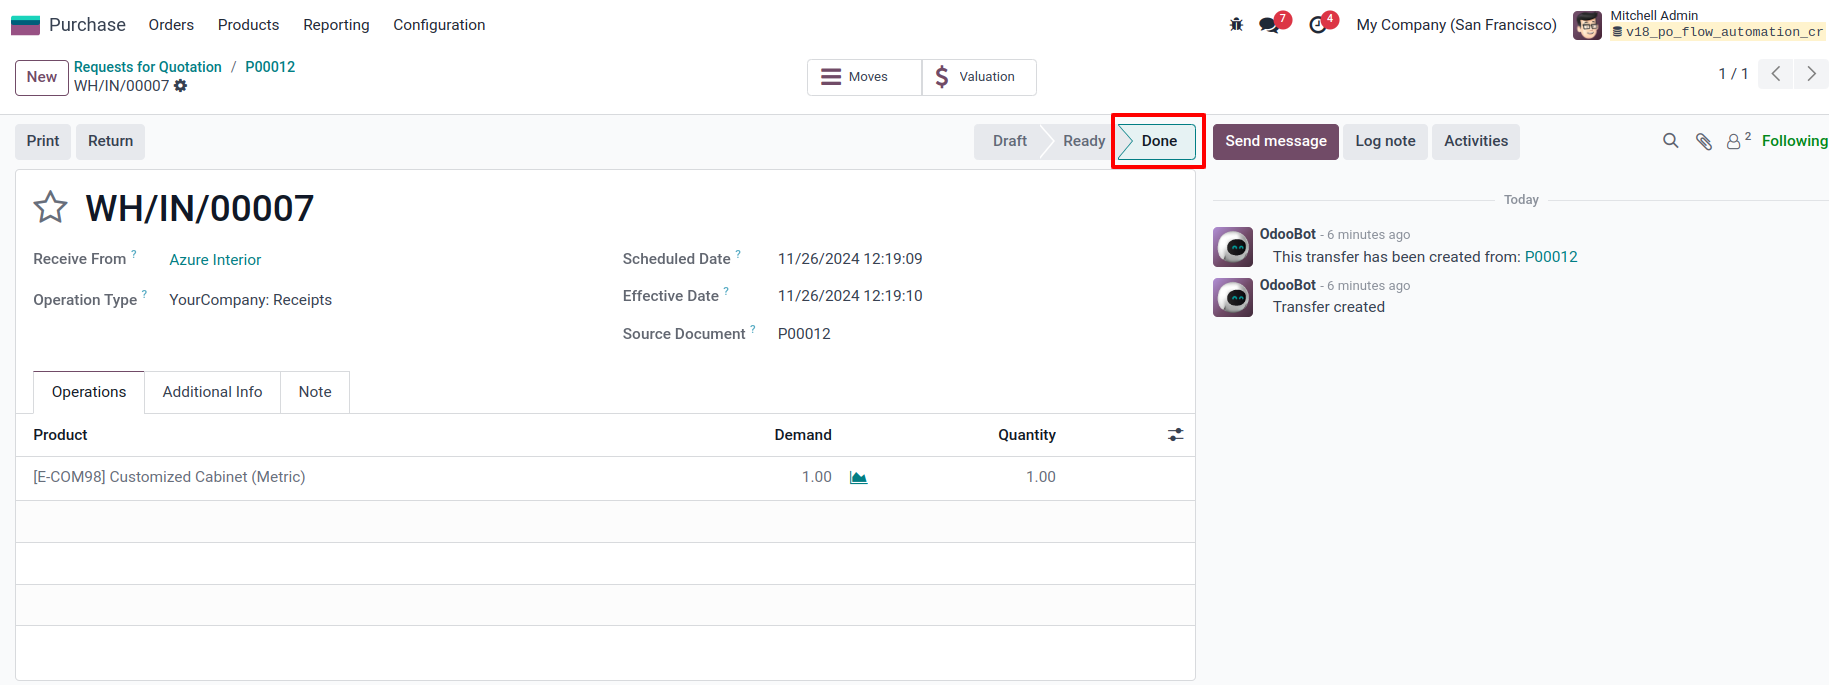 Purchase Orders Products Reporting Configuration 7 4 My Company (San Francisco) Mitchell Admin
v18_po_flow_automation_cr
New Requests for Quotation / P00012
WH/IN/00007
Moves Valuation 1 / 1
Print Return Draft Ready Done Send message Log note Activities 2 Following
WH/IN/00007
Receive From ? Azure Interior
Operation Type ? YourCompany: Receipts
Scheduled Date ? 11/26/2024 12:19:09
Effective Date ? 11/26/2024 12:19:10
Source Document ? P00012
Operations Additional Info Note
Product Demand Quantity
[E-COM98] Customized Cabinet (Metric) 1.00 1.00
Today
OdooBot - 6 minutes ago
This transfer has been created from: P00012
OdooBot - 6 minutes ago
Transfer created